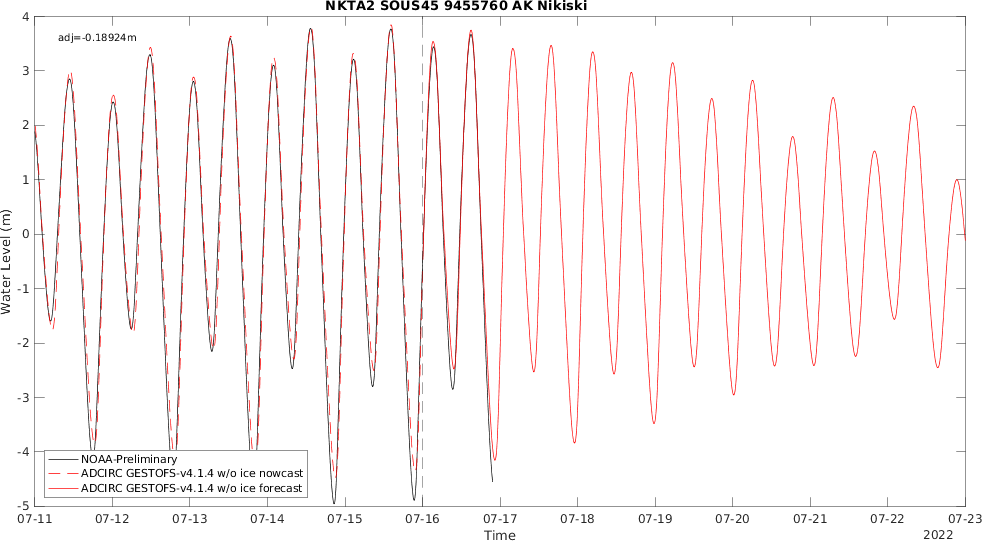 NKTA2 SOUS45 9455760 AK Nikiski
adj=-0.18924m
Water Level (m)
4
3
2
1
0
-1
-2
-3
-4
-5
NOAA-Preliminary
ADCIRC GESTOFS-v4.1.4 w/o ice nowcast
ADCIRC GESTOFS-v4.1.4 w/o ice forecast
07-11 07-12 07-13 07-14 07-15 07-16 07-17 07-18 07-19 07-20 07-21 07-22 07-23
Time
2022